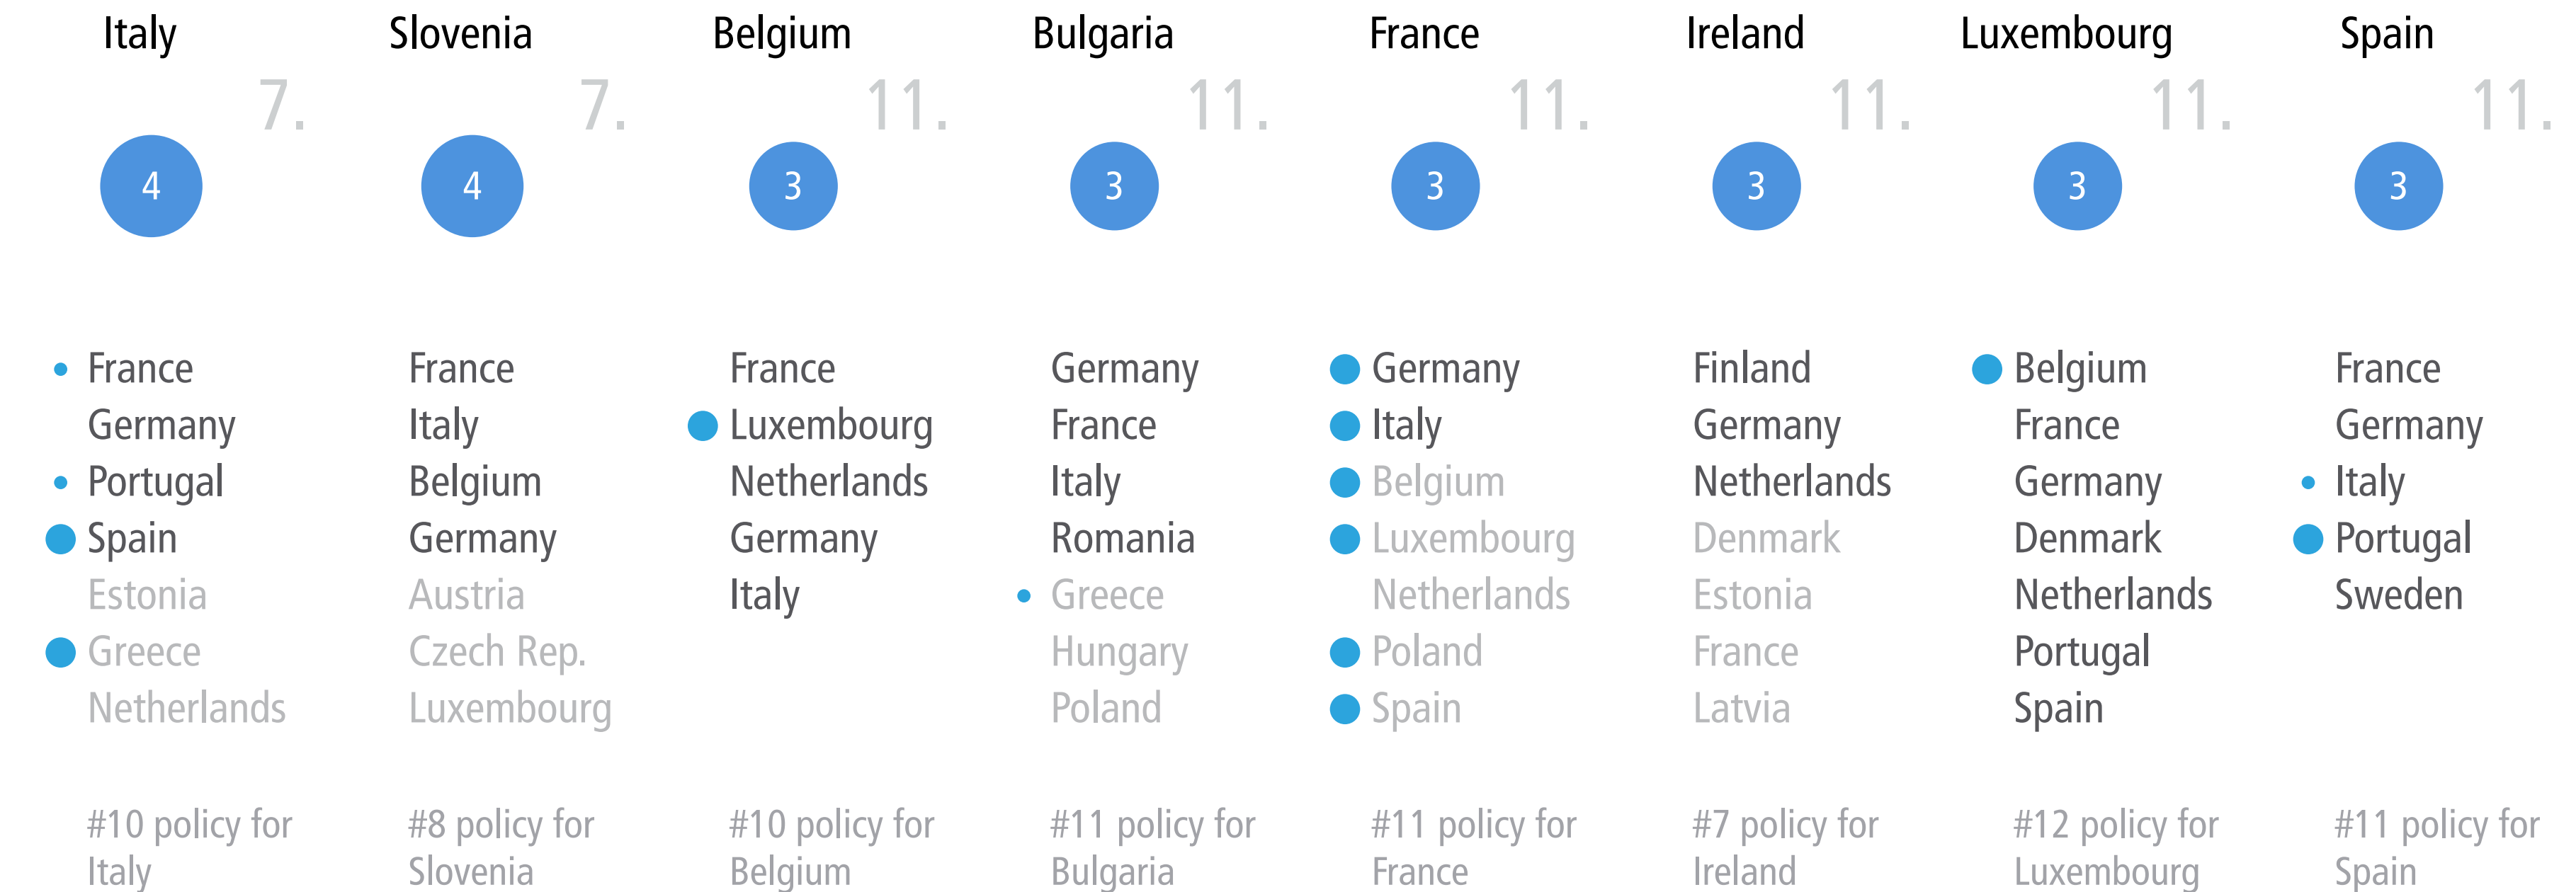 Italy
Slovenia
Belgium
Bulgaria
France
Ireland
Luxembourg
Spain
7.
7.
11.
11.
11.
11.
11.
11.
4
4
3
3
3
3
3
3
France
Germany
Portugal
Spain
Estonia
Greece
Netherlands
France
Italy
Belgium
Germany
Austria
Czech Rep.
Luxembourg
France
Luxembourg
Netherlands
Germany
Italy
Germany
France
Italy
Romania
Greece
Hungary
Poland
Germany
Italy
Belgium
Luxembourg
Netherlands
Poland
Spain
Finland
Germany
Netherlands
Denmark
Estonia
France
Latvia
Belgium
France
Germany
Denmark
Netherlands
Portugal
Spain
France
Germany
Italy
Portugal
Sweden
#10 policy for
Italy
#8 policy for
Slovenia
#10 policy for
Belgium
#11 policy for
Bulgaria
#11 policy for
France
#7 policy for
Ireland
#12 policy for
Luxembourg
#11 policy for
Spain